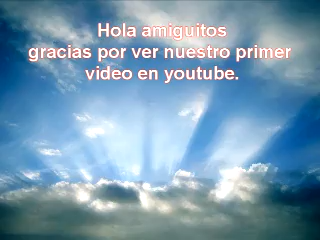 Hola amiguitos
gracias por ver nuestro primer
video en youtube.